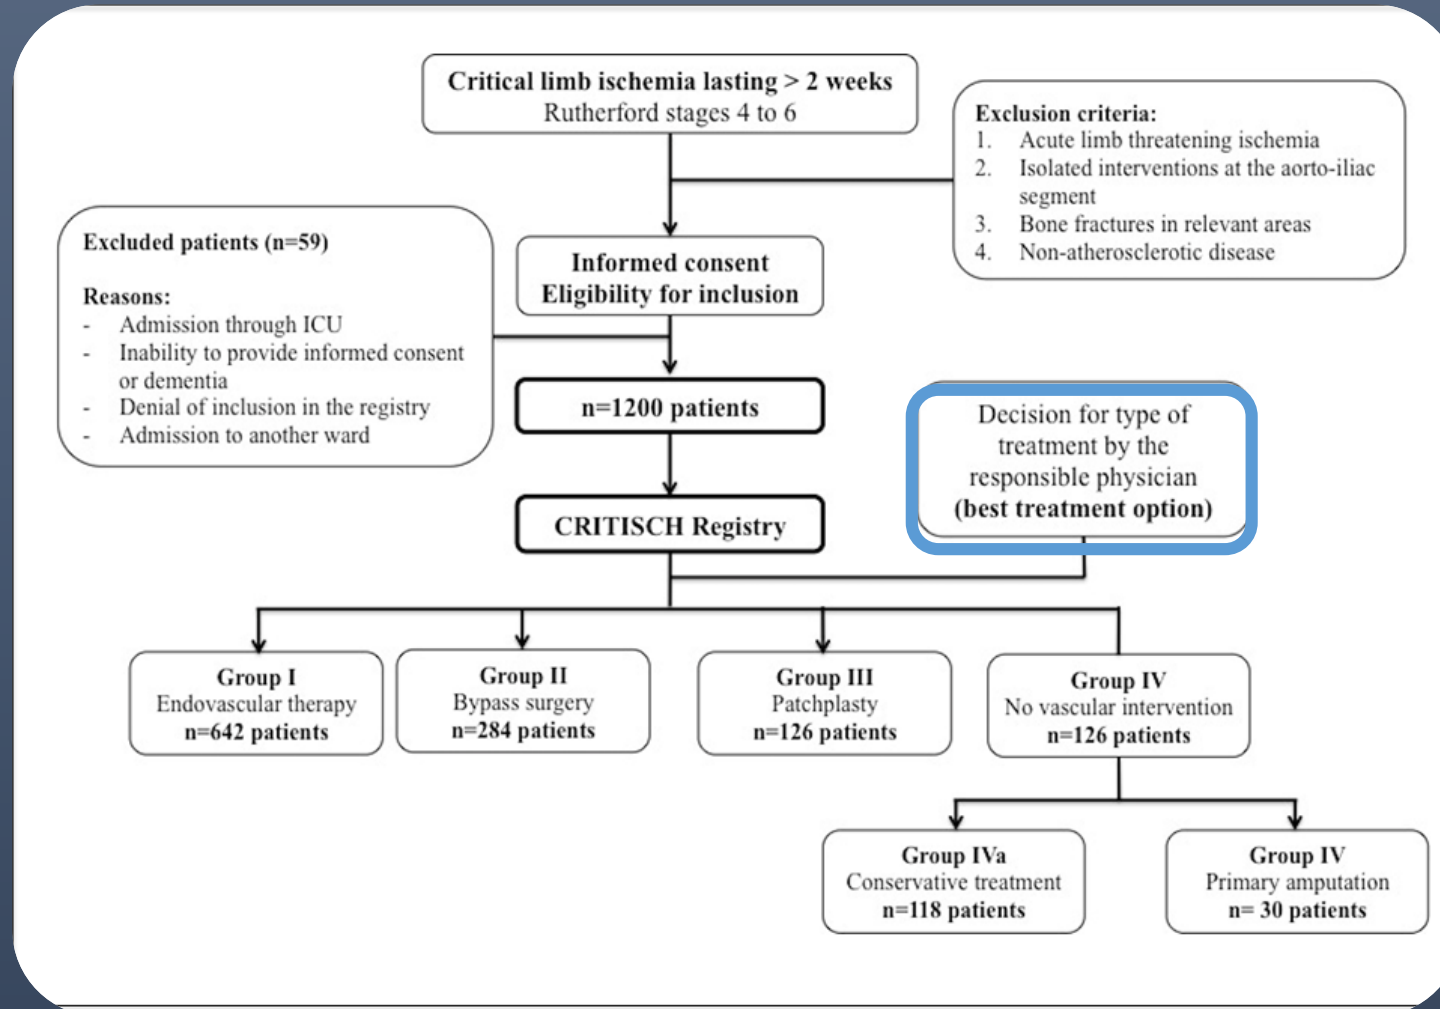 Critical limb ischemia lasting > 2 weeks
Rutherford stages 4 to 6
Exclusion criteria:
1. Acute limb threatening ischemia
2. Isolated interventions at the aorto-iliac
segment
3. Bone fractures in relevant areas
4. Non-atherosclerotic disease
Excluded patients (n=59)
Reasons:
- Admission through ICU
- Inability to provide informed consent
or dementia
- Denial of inclusion in the registry
- Admission to another ward
Informed consent
Eligibility for inclusion
n=1200 patients
Decision for type of
treatment by the
responsible physician
(best treatment option)
CRITISCH Registry
Group I
Endovascular therapy
n=642 patients
Group II
Bypass surgery
n=284 patients
Group III
Patchplasty
n=126 patients
Group IV
No vascular intervention
n=126 patients
Group IVa
Conservative treatment
n=118 patients
Group IV
Primary amputation
n= 30 patients